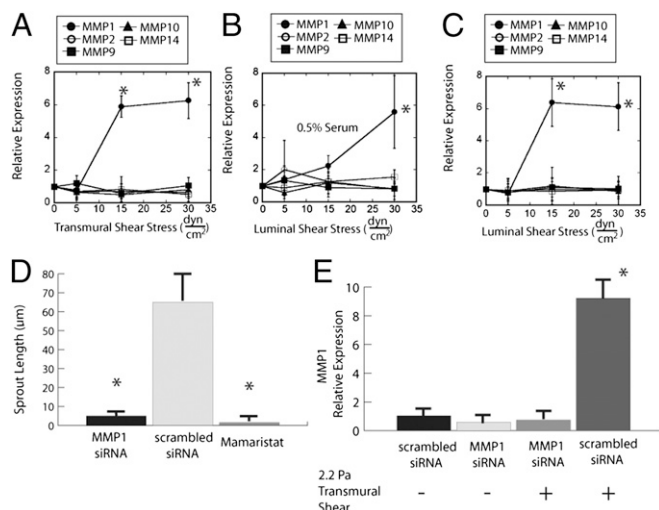 A
MMP1 MMP10
MMP2 MMP14
MMP9
Relative Expression
8
6
4
2
0
0 5 10 15 20 25 30 35
*
*
Transmural Shear Stress (dyn/cm²)
B
MMP1 MMP10
MMP2 MMP14
MMP9
Relative Expression
8
6
4
2
0
0 5 10 15 20 25 30 35
0.5% Serum
*
Luminal Shear Stress (dyn/cm²)
C
MMP1 MMP10
MMP2 MMP14
MMP9
Relative Expression
8
6
4
2
0
0 5 10 15 20 25 30 35
*
*
Luminal Shear Stress (dyn/cm²)
D
Sprout Length (µm)
80
70
60
50
40
30
20
10
0
*
*
MMP1 siRNA
scrambled siRNA
Mamaristat
E
MMP1
Relative Expression
10
8
6
4
2
0
*
scrambled siRNA
MMP1 siRNA
MMP1 siRNA
scrambled siRNA
2.2 Pa
Transmural
Shear
- - + +